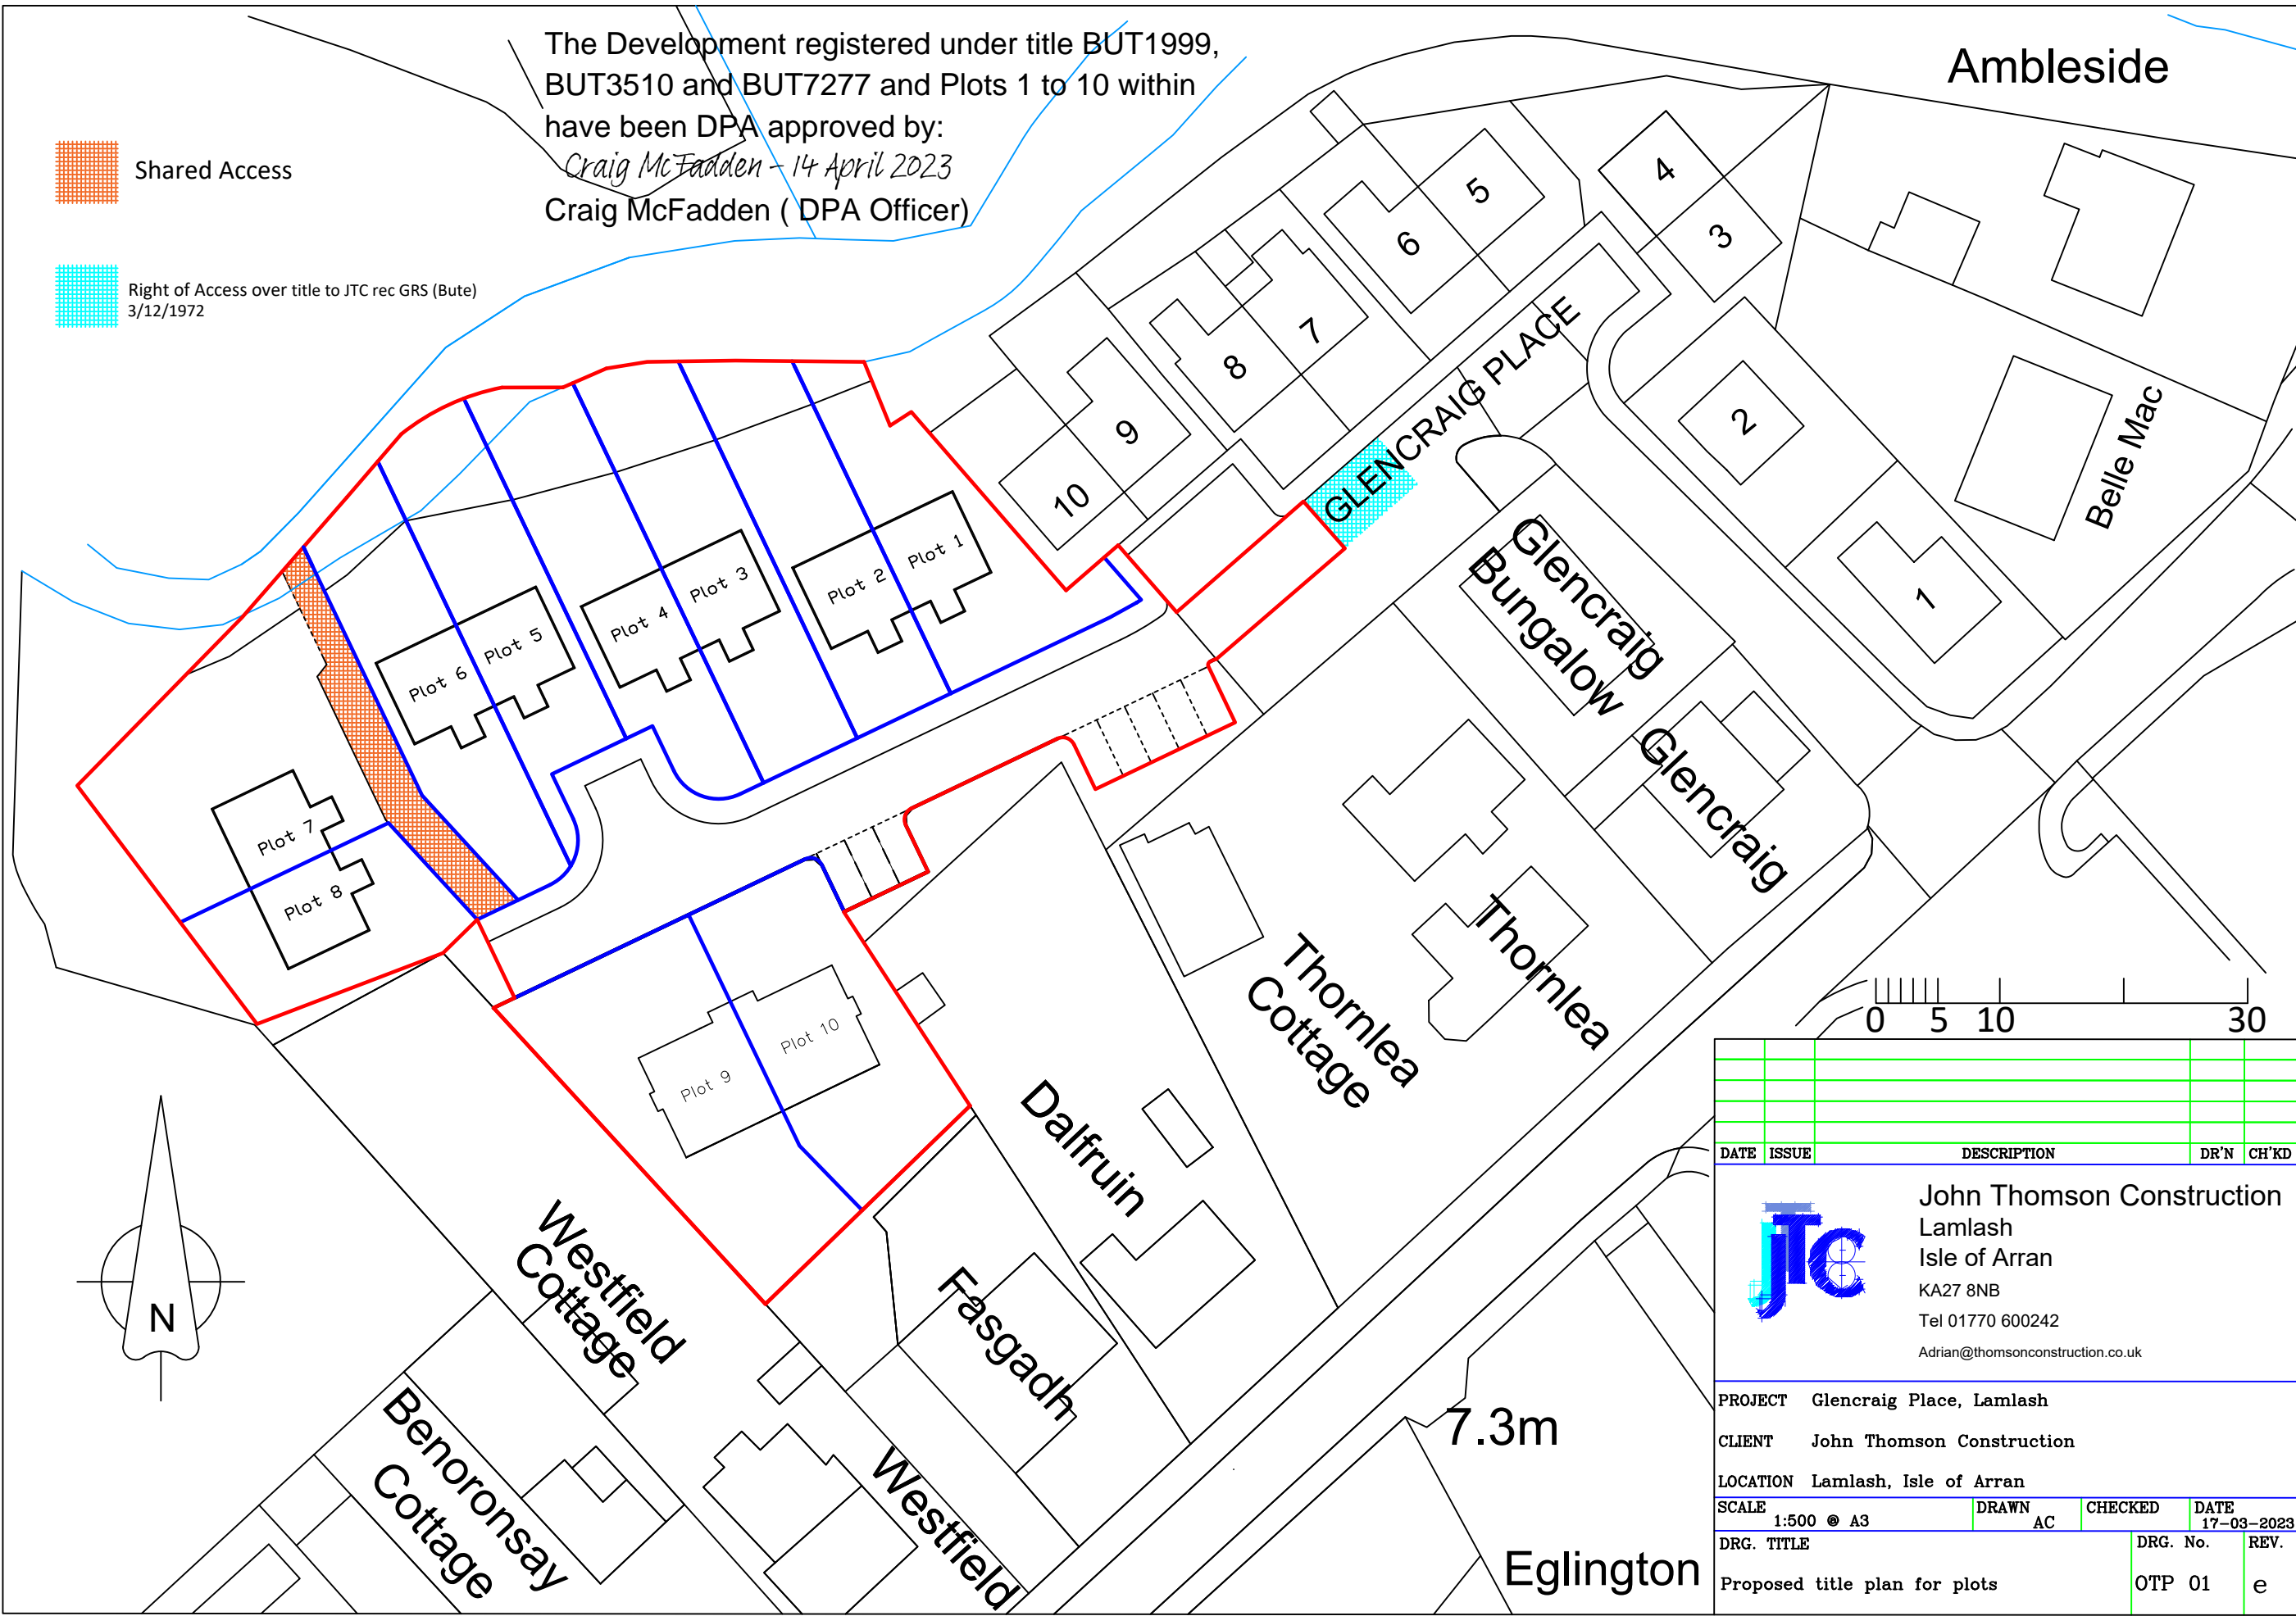 The Development registered under title BUT1999,
BUT3510 and BUT7277 and Plots 1 to 10 within
have been DPA approved by:
Craig McFadden - 14 April 2023
Craig McFadden ( DPA Officer)
Shared Access
Right of Access over title to JTC rec GRS (Bute)
3/12/1972
Ambleside
4
5
3
6
7
8
9
10
2
1
GLENCRAIG PLACE
Belle Mac
Glencraig
Bungalow
Glencraig
Plot 1
Plot 2
Plot 3
Plot 4
Plot 5
Plot 6
Plot 7
Plot 8
Plot 9
Plot 10
Thornlea
Thornlea
Cottage
Dalfruin
Fasgadh
Westfield
Cottage
Westfield
Benoronsay
Cottage
N
7.3m
Eglington
0 5 10 30
DATE ISSUE DESCRIPTION DR'N CH'KD
JTC
John Thomson Construction
Lamlash
Isle of Arran
KA27 8NB
Tel 01770 600242
Adrian@thomsonconstruction.co.uk
PROJECT Glencraig Place, Lamlash
CLIENT John Thomson Construction
LOCATION Lamlash, Isle of Arran
SCALE DRAWN CHECKED DATE
1:500 @ A3 AC 17-03-2023
DRG. TITLE DRG. No. REV.
Proposed title plan for plots OTP 01 e